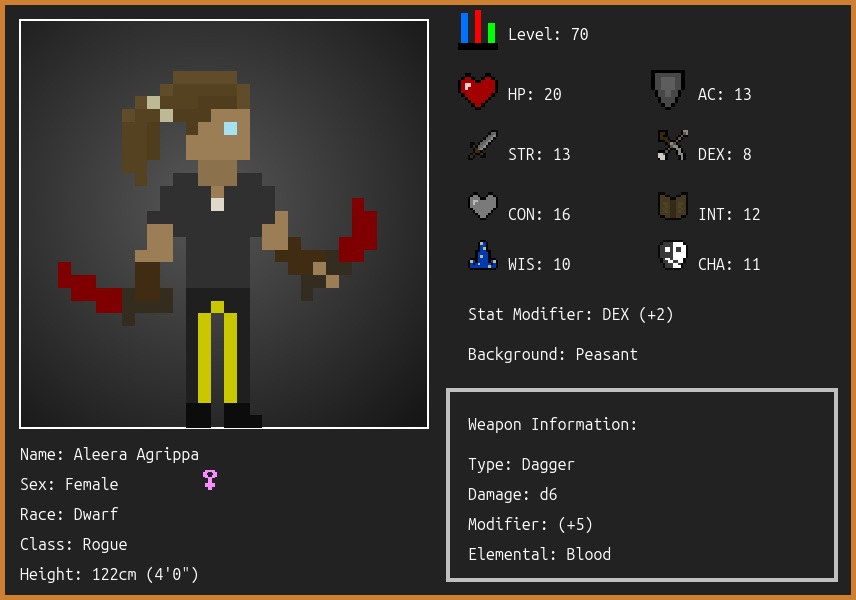 Level: 70
HP: 20
AC: 13
STR: 13
DEX: 8
CON: 16
INT: 12
WIS: 10
CHA: 11
Stat Modifier: DEX (+2)
Background: Peasant
Weapon Information:
Type: Dagger
Damage: d6
Modifier: (+5)
Elemental: Blood
Name: Aleera Agrippa
Sex: Female
Race: Dwarf
Class: Rogue
Height: 122cm (4'0")